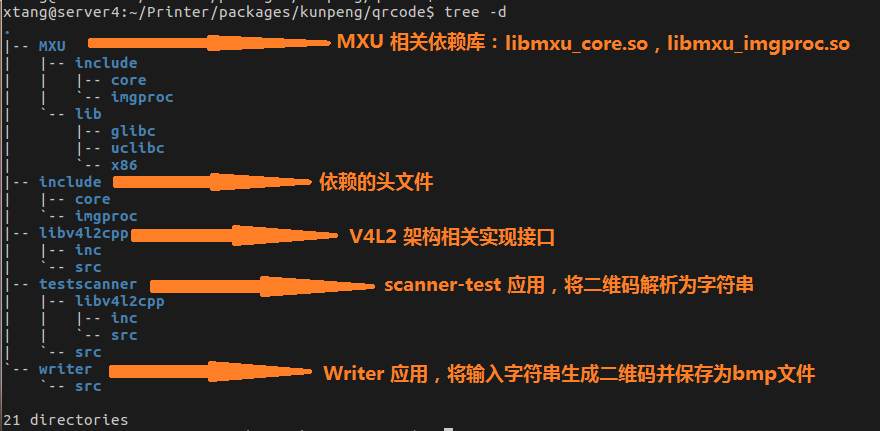 xtang@server4:~/Printer/packages/kunpeng/qrcode$ tree -d
.
|-- MXU MXU 相关依赖库：libmxu_core.so，libmxu_imgproc.so
|   |-- include
|   |   |-- core
|   |   `-- imgproc
|   `-- lib
|       |-- glibc
|       |-- uclibc
|       `-- x86
|-- include 依赖的头文件
|   |-- core
|   `-- imgproc
|-- libv4l2cpp V4L2 架构相关实现接口
|   |-- inc
|   `-- src
|-- testscanner scanner-test 应用，将二维码解析为字符串
|   |-- libv4l2cpp
|   |   |-- inc
|   |   `-- src
|   `-- src
`-- writer Writer 应用，将输入字符串生成二维码并保存为bmp文件
    `-- src
21 directories